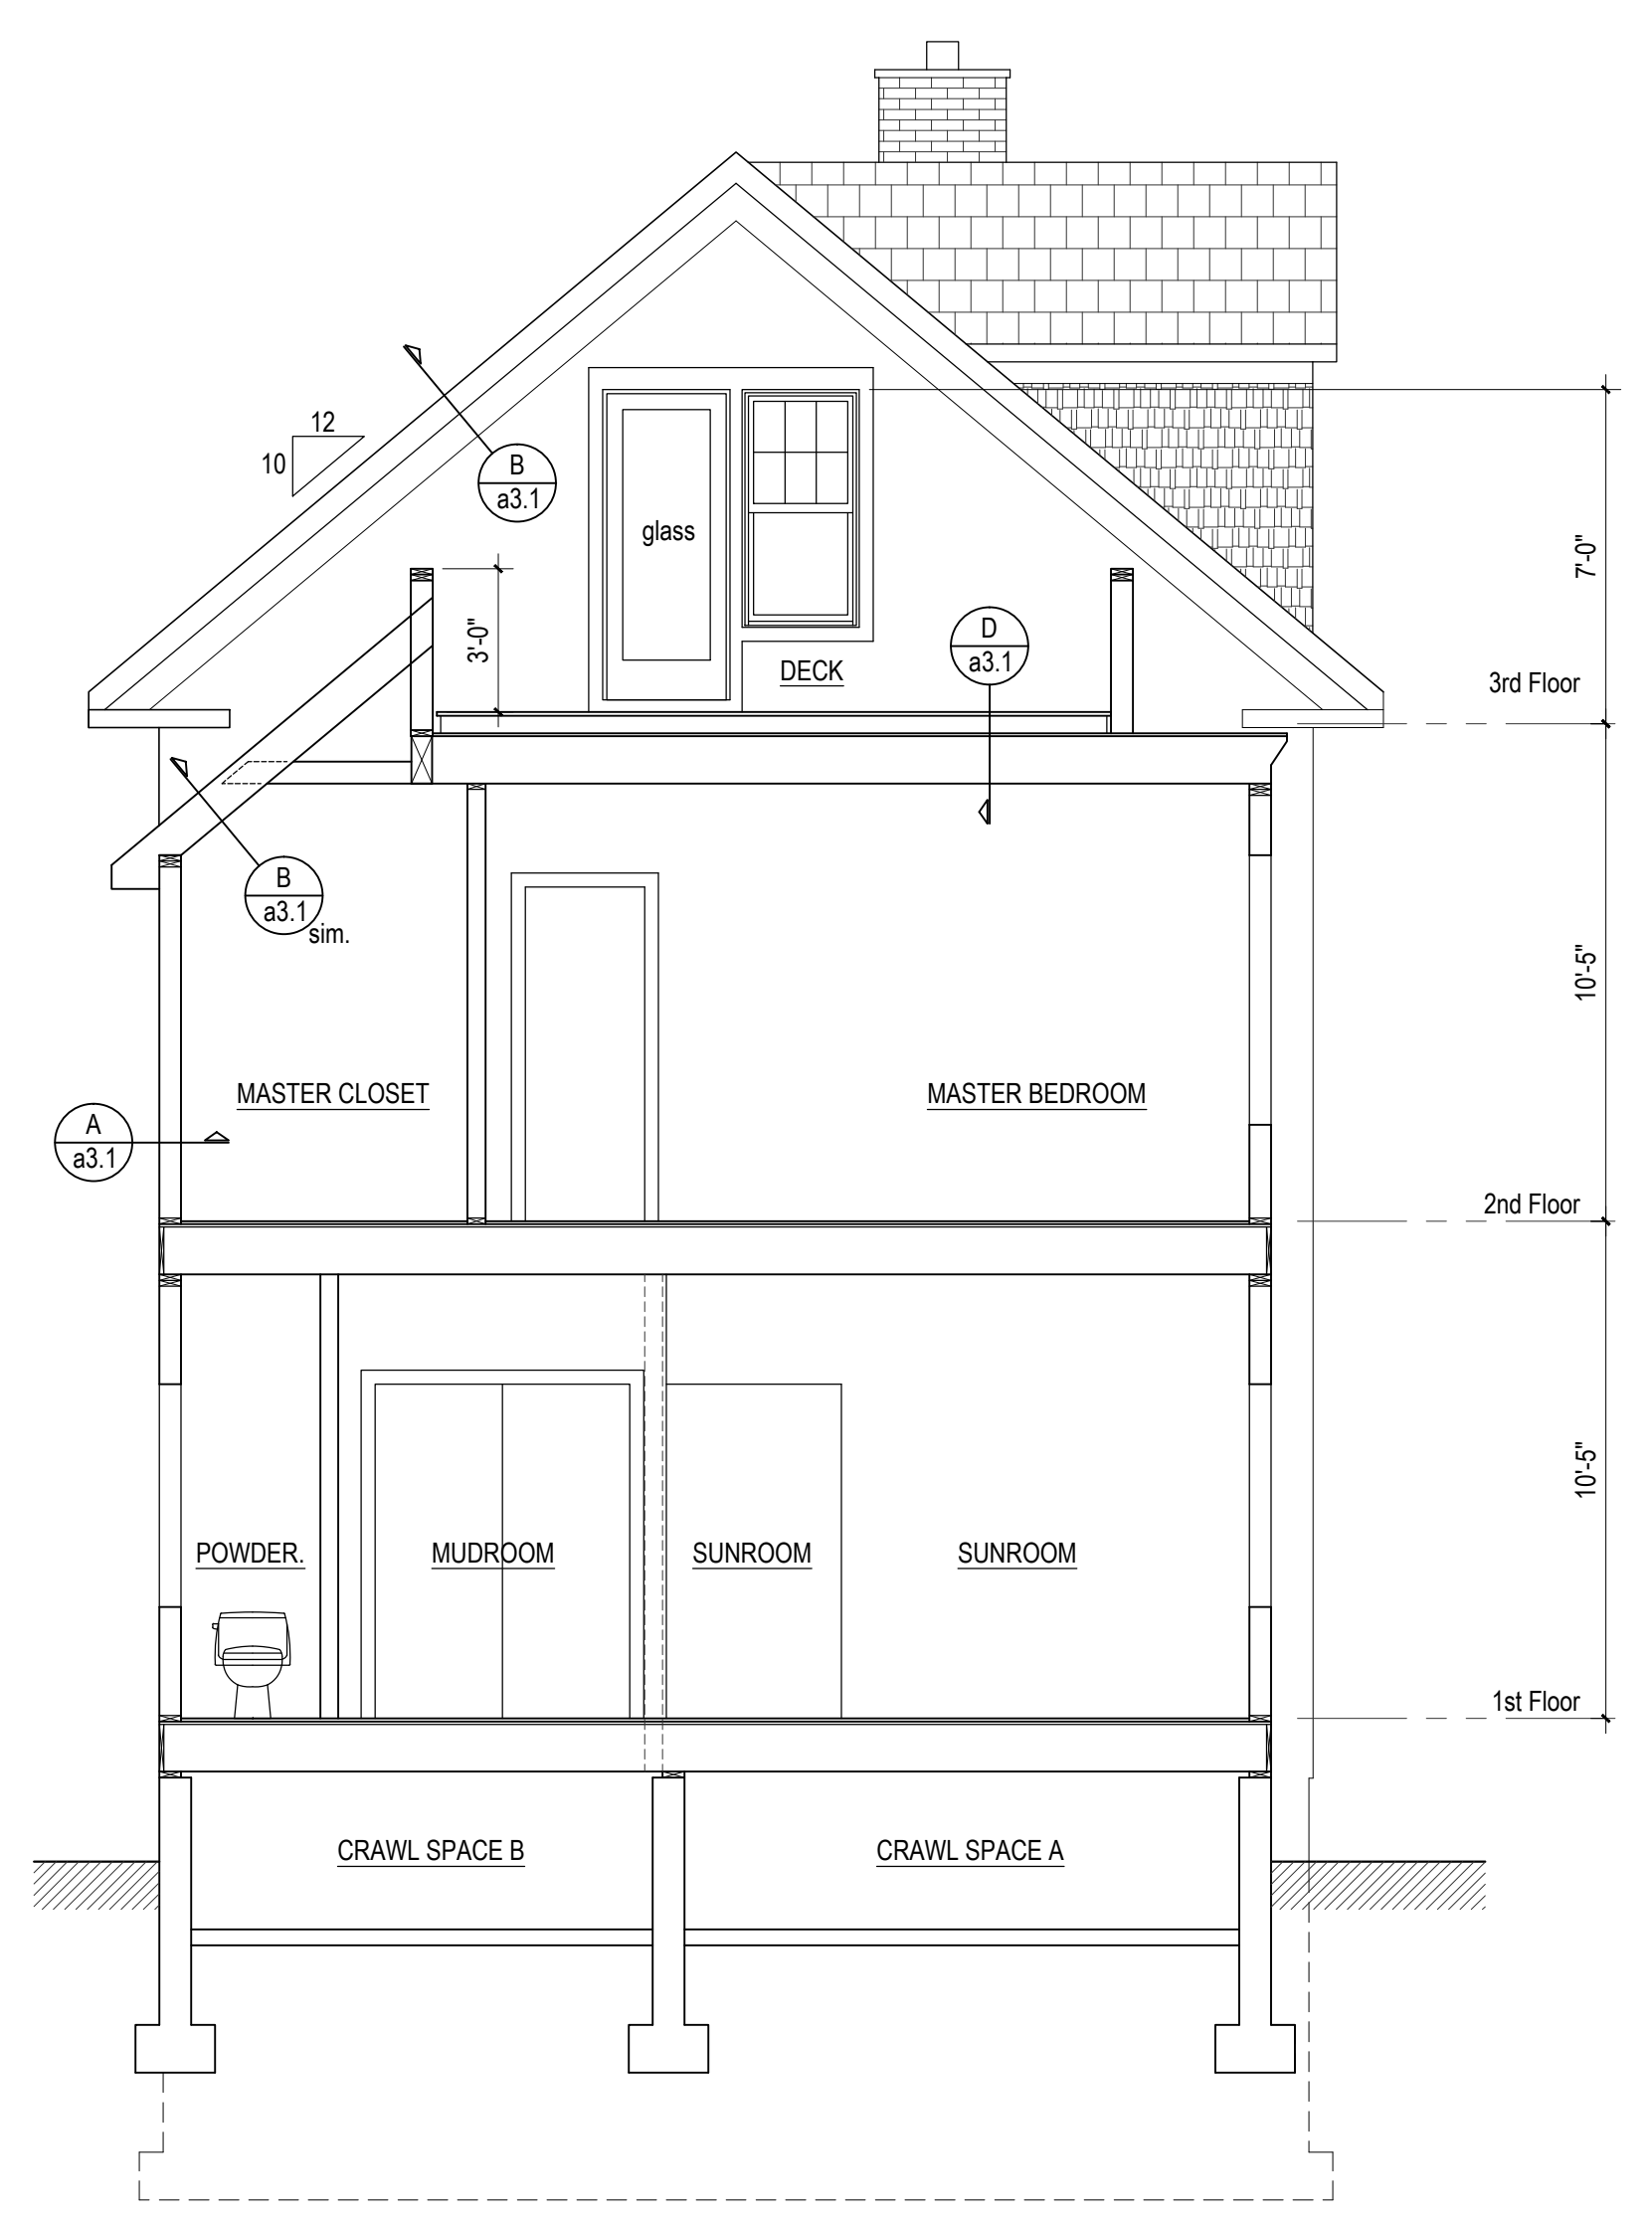 12
10
B
a3.1
glass
7'-0"
3'-0"
D
a3.1
DECK
3rd Floor
B
a3.1
sim.
10'-5"
MASTER CLOSET
MASTER BEDROOM
A
a3.1
2nd Floor
10'-5"
POWDER.
MUDROOM
SUNROOM
SUNROOM
1st Floor
CRAWL SPACE B
CRAWL SPACE A